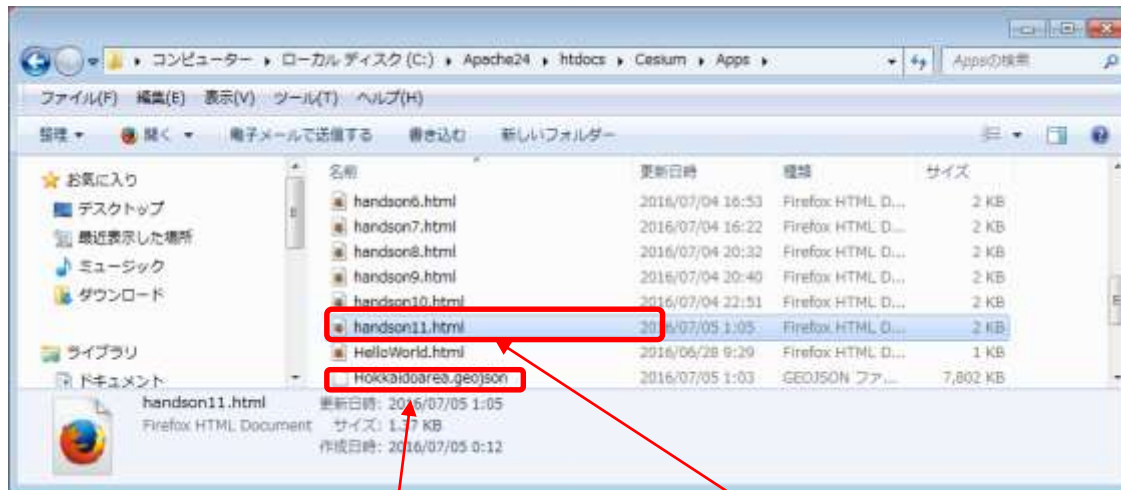 コンピューター ▸ ローカル ディスク (C:) ▸ Apache24 ▸ htdocs ▸ Cesium ▸ Apps ▸ Appsの検索
ファイル(F) 編集(E) 表示(V) ツール(T) ヘルプ(H)
整理 開く 電子メールで送信する 書き込む 新しいフォルダー
お気に入り
デスクトップ
最近表示した場所
ミュージック
ダウンロード
ライブラリ
ドキュメント
名前 更新日時 種類 サイズ
handson6.html 2016/07/04 16:53 Firefox HTML D... 2 KB
handson7.html 2016/07/04 16:22 Firefox HTML D... 2 KB
handson8.html 2016/07/04 20:32 Firefox HTML D... 2 KB
handson9.html 2016/07/04 20:40 Firefox HTML D... 2 KB
handson10.html 2016/07/04 22:51 Firefox HTML D... 2 KB
handson11.html 2016/07/05 1:05 Firefox HTML D... 2 KB
HelloWorld.html 2016/06/28 9:29 Firefox HTML D... 1 KB
Hokkaidoarea.geojson 2016/07/05 1:03 GEOJSON ファ... 7,802 KB
handson11.html 更新日時: 2016/07/05 1:05
Firefox HTML Document サイズ: 1.37 KB
作成日時: 2016/07/05 0:12